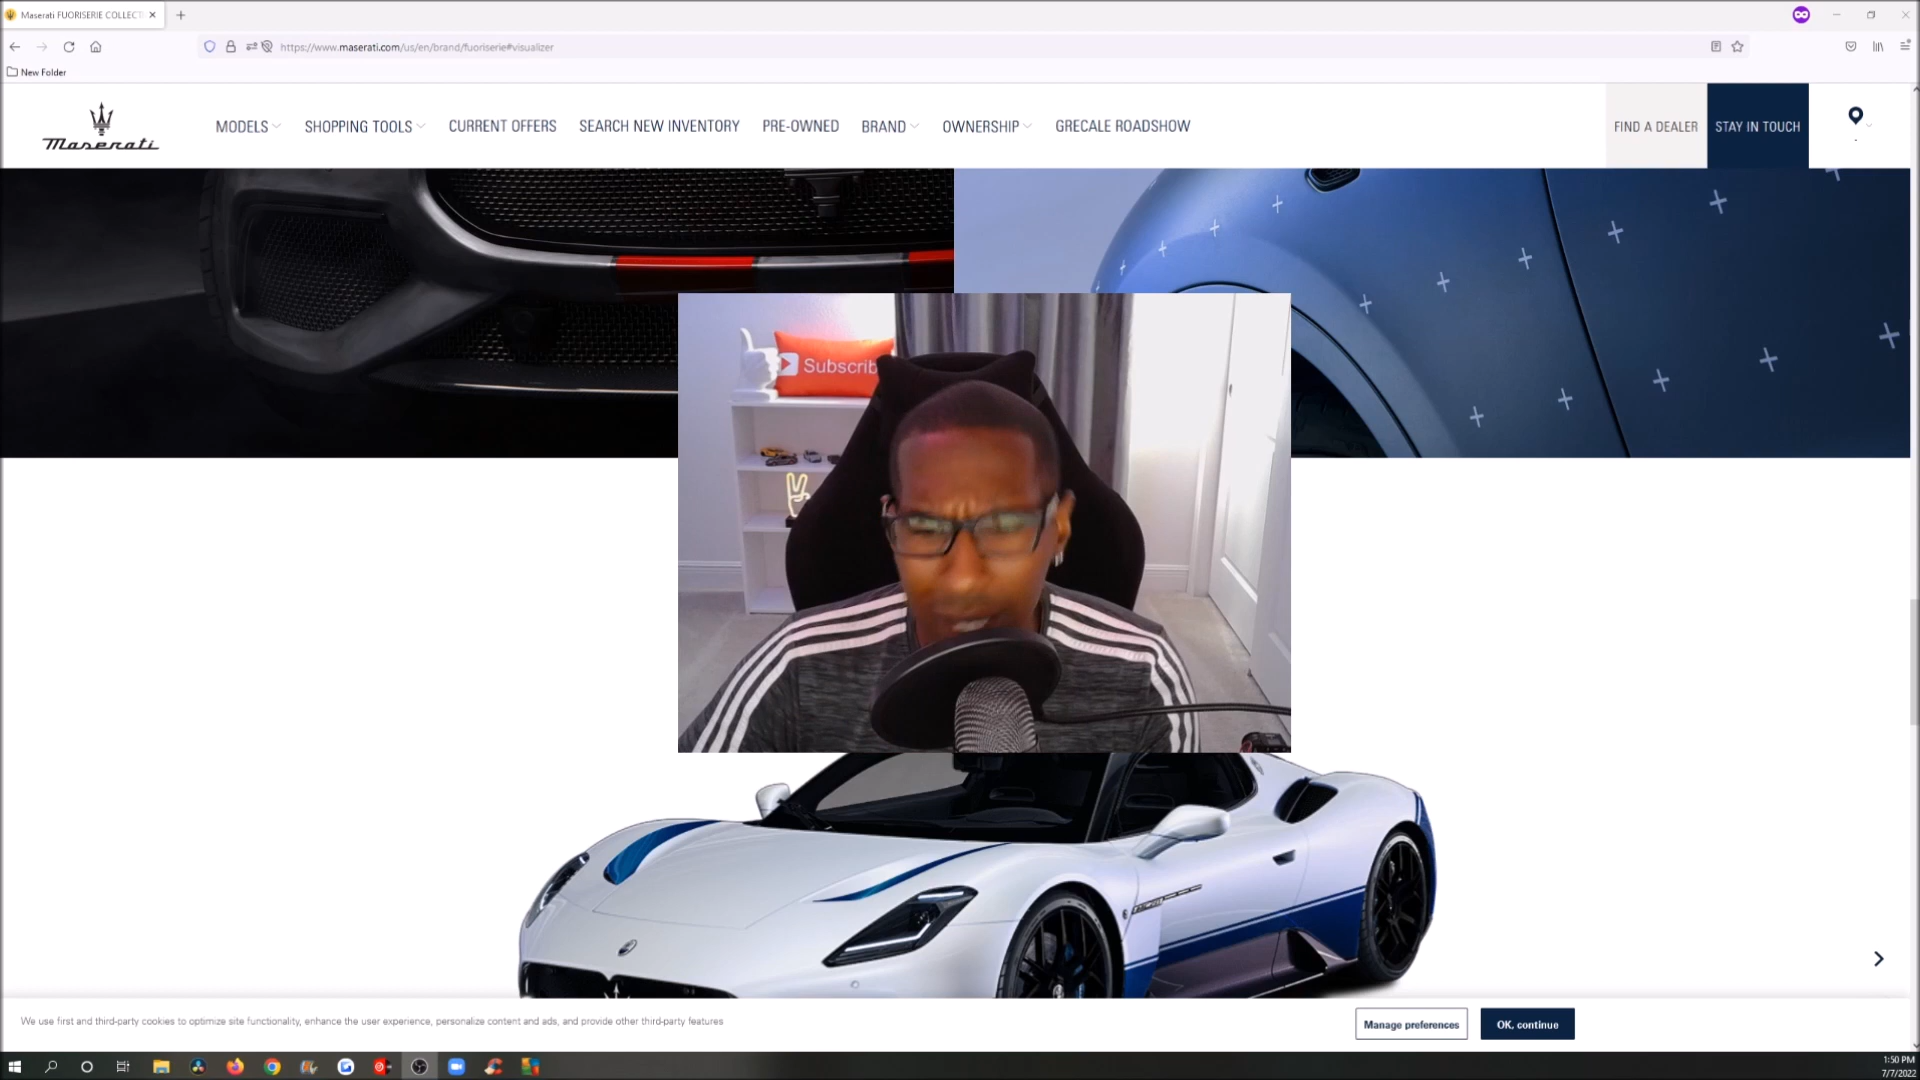 Maserati FUORISERIE COLLECT
https://www.maserati.com/us/en/brand/fuoriserie#visualizer
New Folder
Maserati
MODELS
SHOPPING TOOLS
CURRENT OFFERS
SEARCH NEW INVENTORY
PRE-OWNED
BRAND
OWNERSHIP
GRECALE ROADSHOW
FIND A DEALER
STAY IN TOUCH
Subscrib
We use first and third-party cookies to optimize site functionality, enhance the user experience, personalize content and ads, and provide other third-party features
Manage preferences
OK, continue
1:50 PM
7/7/2022